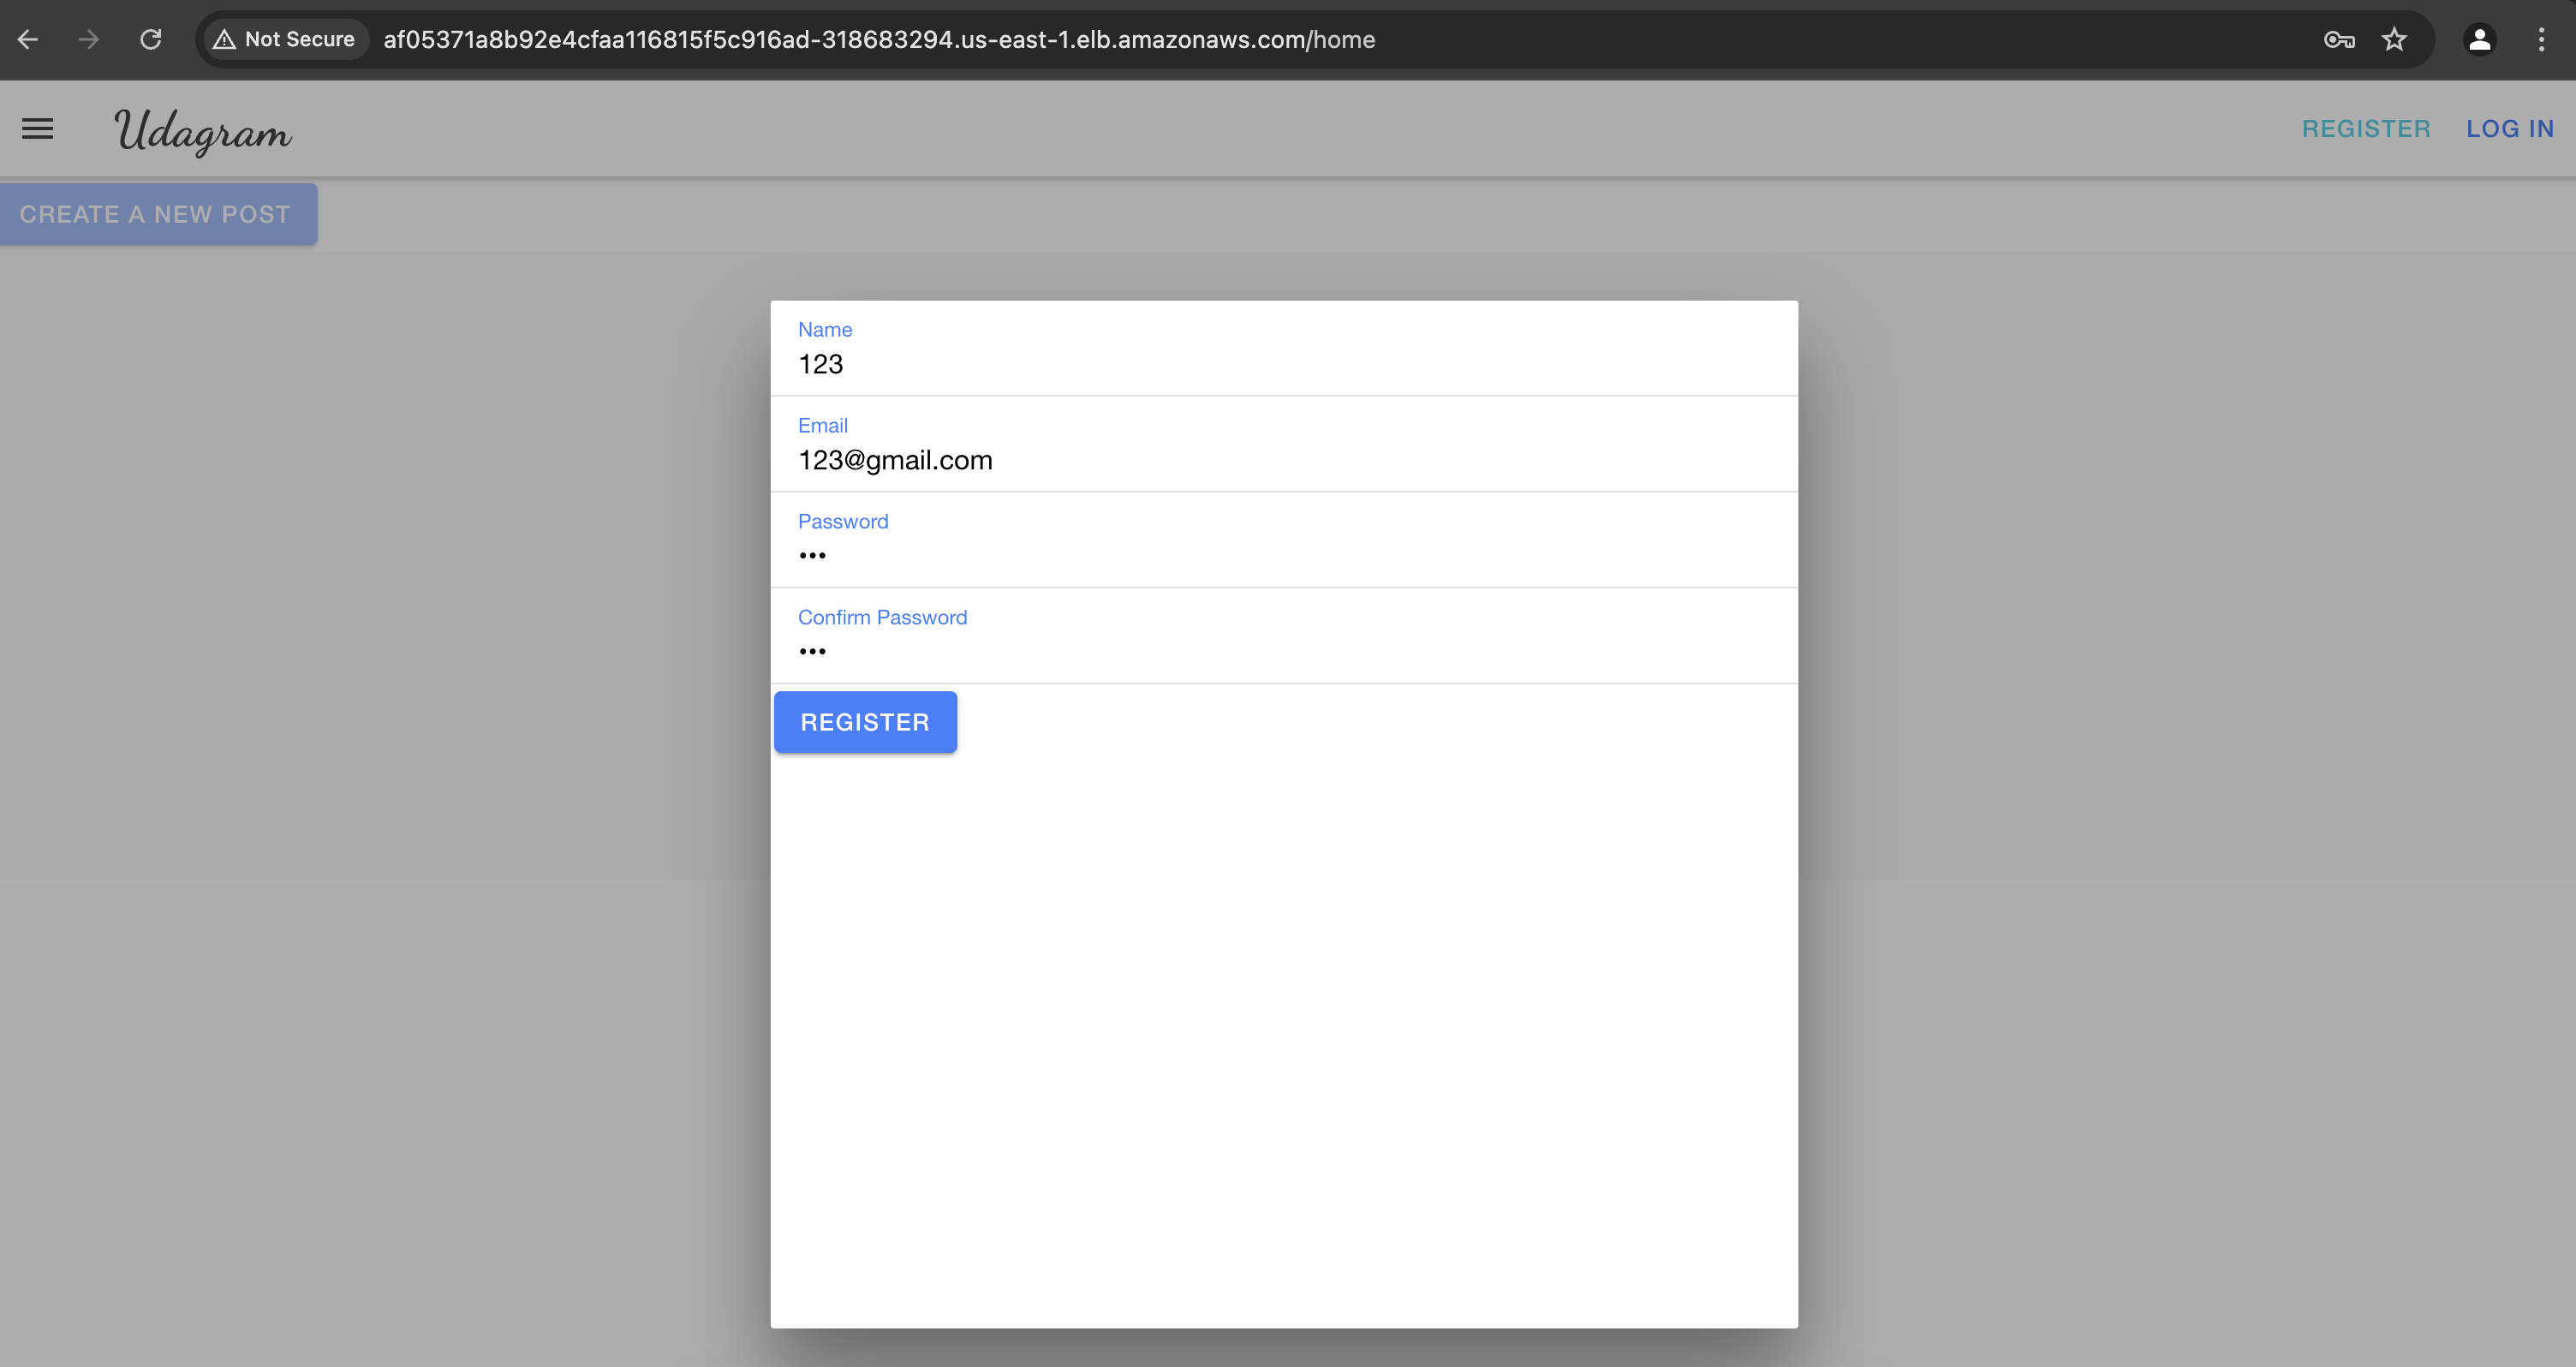 Not Secure af05371a8b92e4cfaa116815f5c916ad-318683294.us-east-1.elb.amazonaws.com/home
Udagram REGISTER LOG IN
CREATE A NEW POST
Name
123
Email
123@gmail.com
Password
•••
Confirm Password
•••
REGISTER